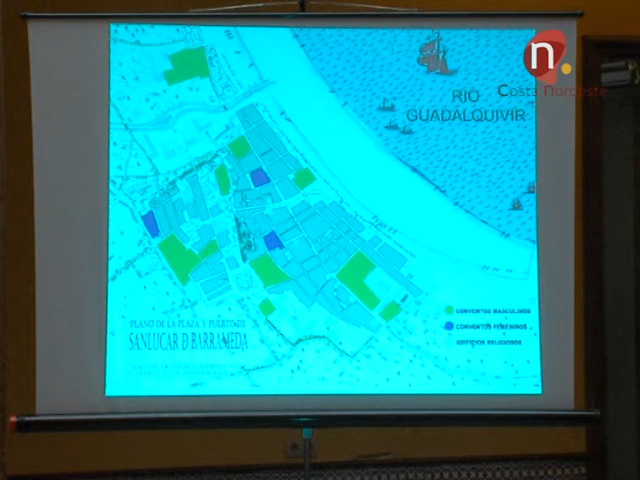 n.
Costa Noroeste
RIO
GUADALQUIVIR
CONVENTOS MASCULINOS
CONVENTOS FEMENINOS
EDIFICIOS RELIGIOSOS
PLANO DE LA PLAZA Y PUERTO DE
SANLUCAR D BARRAMEDA